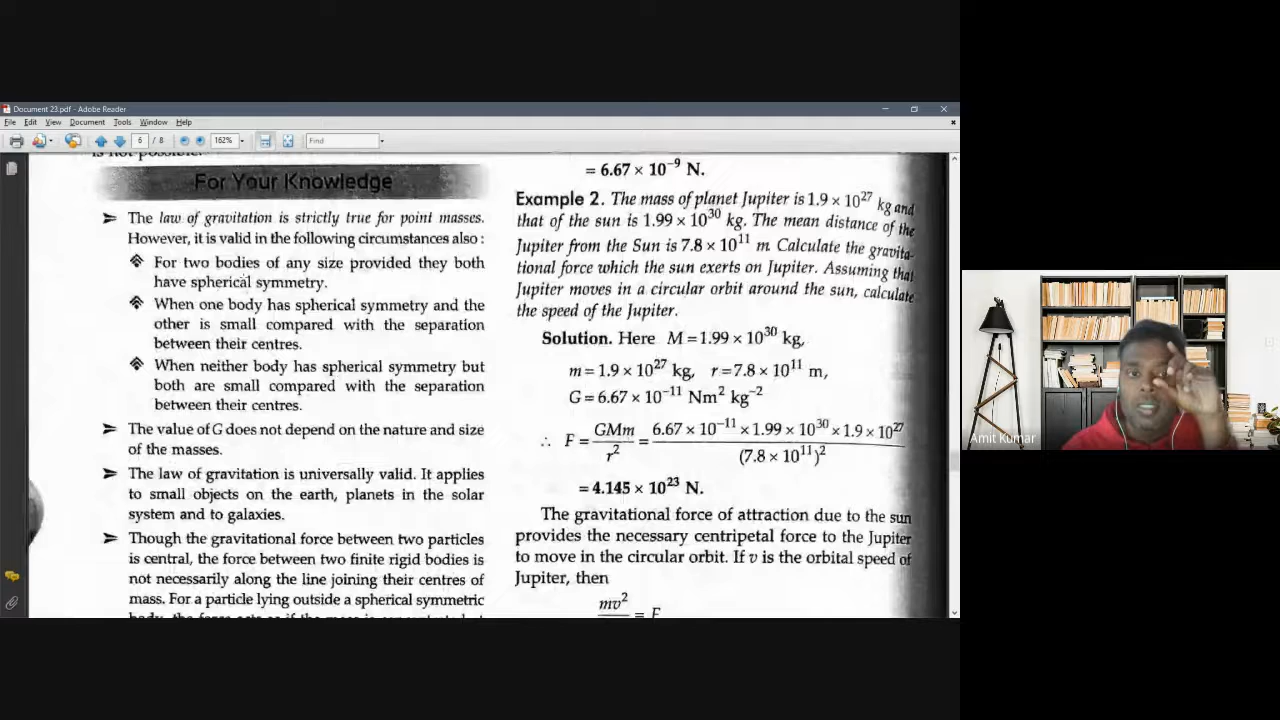 Document 23.pdf - Adobe Reader
File Edit View Document Tools Window Help
6 / 8 162% Find
is not possible.
For Your Knowledge
➢ The law of gravitation is strictly true for point masses.
However, it is valid in the following circumstances also :
For two bodies of any size provided they both
have spherical symmetry.
When one body has spherical symmetry and the
other is small compared with the separation
between their centres.
When neither body has spherical symmetry but
both are small compared with the separation
between their centres.
➢ The value of G does not depend on the nature and size
of the masses.
➢ The law of gravitation is universally valid. It applies
to small objects on the earth, planets in the solar
system and to galaxies.
➢ Though the gravitational force between two particles
is central, the force between two finite rigid bodies is
not necessarily along the line joining their centres of
mass. For a particle lying outside a spherical symmetric
= 6.67 × 10⁻⁹ N.
Example 2. The mass of planet Jupiter is 1.9 × 10²⁷ kg and
that of the sun is 1.99 × 10³⁰ kg. The mean distance of the
Jupiter from the Sun is 7.8 × 10¹¹ m Calculate the gravita-
tional force which the sun exerts on Jupiter. Assuming that
Jupiter moves in a circular orbit around the sun, calculate
the speed of the Jupiter.
Solution. Here M = 1.99 × 10³⁰ kg,
m = 1.9 × 10²⁷ kg, r = 7.8 × 10¹¹ m,
G = 6.67 × 10⁻¹¹ Nm² kg⁻²
∴ F = GMm / r² = 6.67 × 10⁻¹¹ × 1.99 × 10³⁰ × 1.9 × 10²⁷ / (7.8 × 10¹¹)²
= 4.145 × 10²³ N.
The gravitational force of attraction due to the sun
provides the necessary centripetal force to the Jupiter
to move in the circular orbit. If v is the orbital speed of
Jupiter, then
mv² = F
Amit Kumar